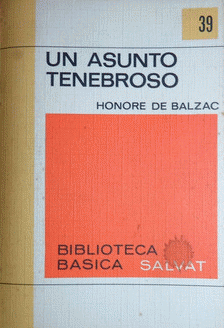 39
UN ASUNTO
TENEBROSO
HONORE DE BALZAC
BIBLIOTECA
BASICA SALVAT